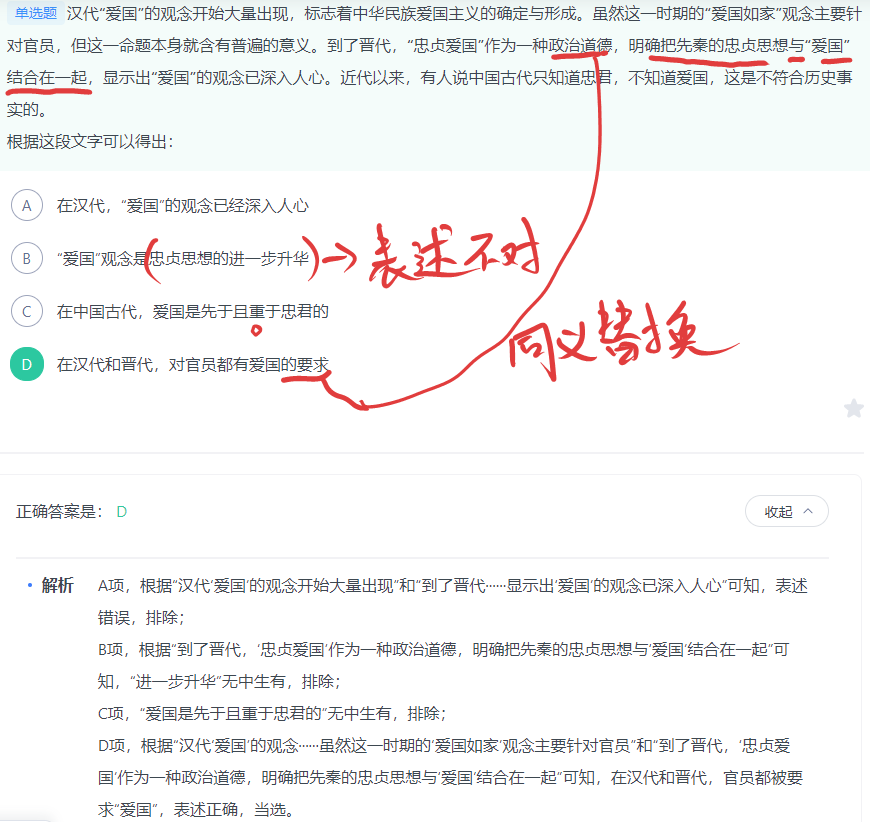 单选题 汉代“爱国”的观念开始大量出现，标志着中华民族爱国主义的确定与形成。虽然这一时期的“爱国如家”观念主要针
对官员，但这一命题本身就含有普遍的意义。到了晋代，“忠贞爱国”作为一种政治道德，明确把先秦的忠贞思想与“爱国”
结合在一起，显示出“爱国”的观念已深入人心。近代以来，有人说中国古代只知道忠君，不知道爱国，这是不符合历史事
实的。
根据这段文字可以得出：
A 在汉代，“爱国”的观念已经深入人心
B “爱国”观念是(忠贞思想的进一步升华)→表述不对
C 在中国古代，爱国是先于且重于忠君的
同义替换
D 在汉代和晋代，对官员都有爱国的要求
正确答案是： D
收起
• 解析 A项，根据“汉代‘爱国’的观念开始大量出现”和“到了晋代……显示出‘爱国’的观念已深入人心”可知，表述
错误，排除；
B项，根据“到了晋代，‘忠贞爱国’作为一种政治道德，明确把先秦的忠贞思想与‘爱国’结合在一起”可
知，“进一步升华”无中生有，排除；
C项，“爱国是先于且重于忠君的”无中生有，排除；
D项，根据“汉代‘爱国’的观念……虽然这一时期的‘爱国如家’观念主要针对官员”和“到了晋代，‘忠贞爱
国’作为一种政治道德，明确把先秦的忠贞思想与‘爱国’结合在一起”可知，在汉代和晋代，官员都被要
求“爱国”，表述正确，当选。